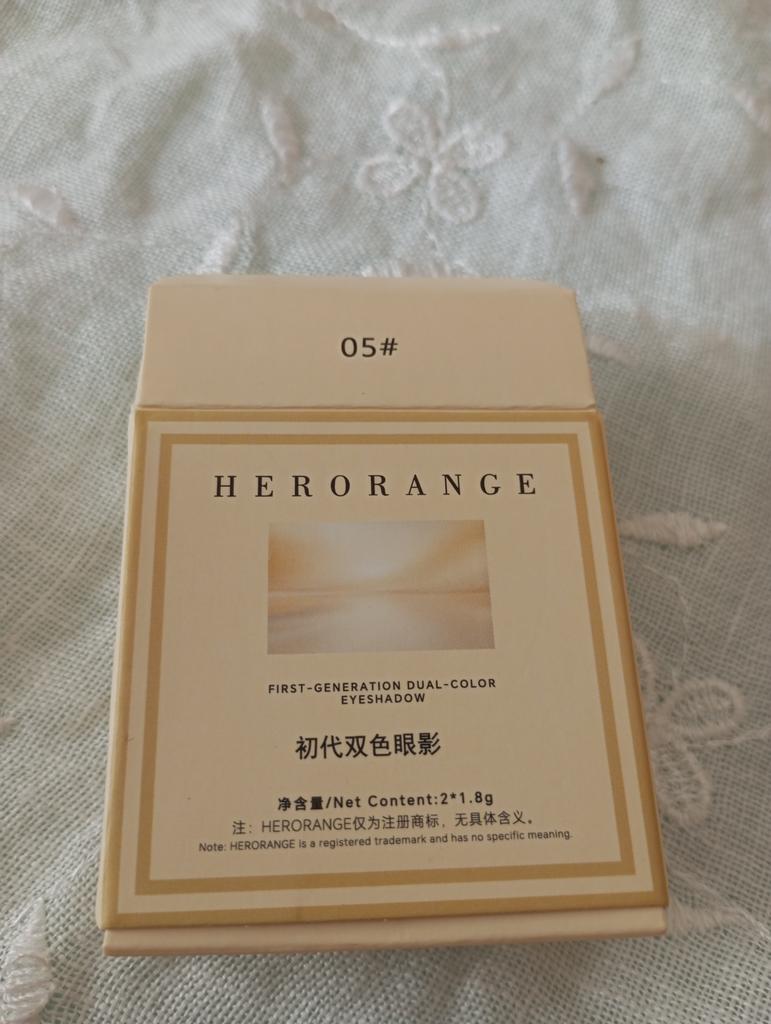 05#
HERORANGE
FIRST-GENERATION DUAL-COLOR
EYESHADOW
初代双色眼影
净含量/Net Content:2*1.8g
注：HERORANGE仅为注册商标，无具体含义。
Note: HERORANGE is a registered trademark and has no specific meaning.